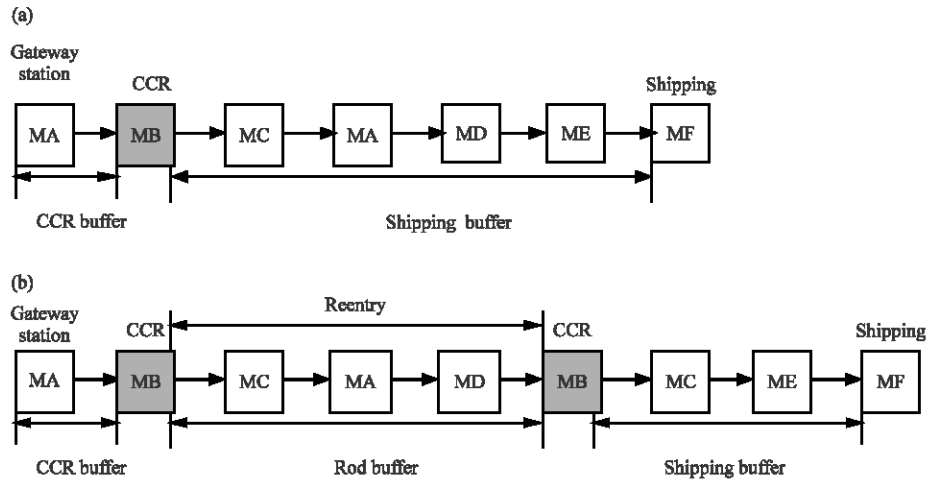 (a)
Gateway
station
CCR
Shipping
MA MB MC MA MD ME MF
CCR buffer
Shipping buffer
(b)
Reentry
Gateway
station
CCR
CCR
Shipping
MA MB MC MA MD MB MC ME MF
CCR buffer
Rod buffer
Shipping buffer